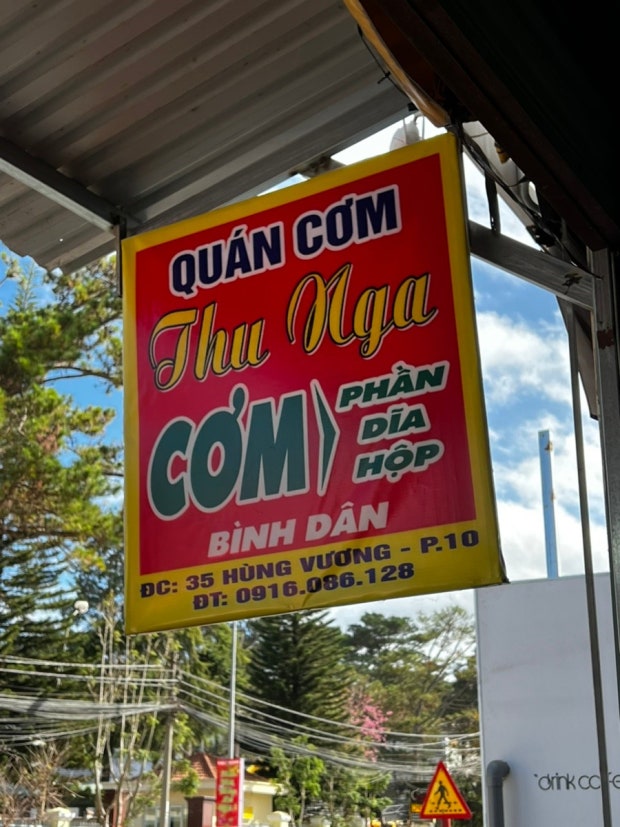 QUÁN CƠM
Thu Nga
CƠM
PHẦN
DĨA
HỘP
BÌNH DÂN
ĐC: 35 HÙNG VƯƠNG - P.10
ĐT: 0916.086.128
drink coffe